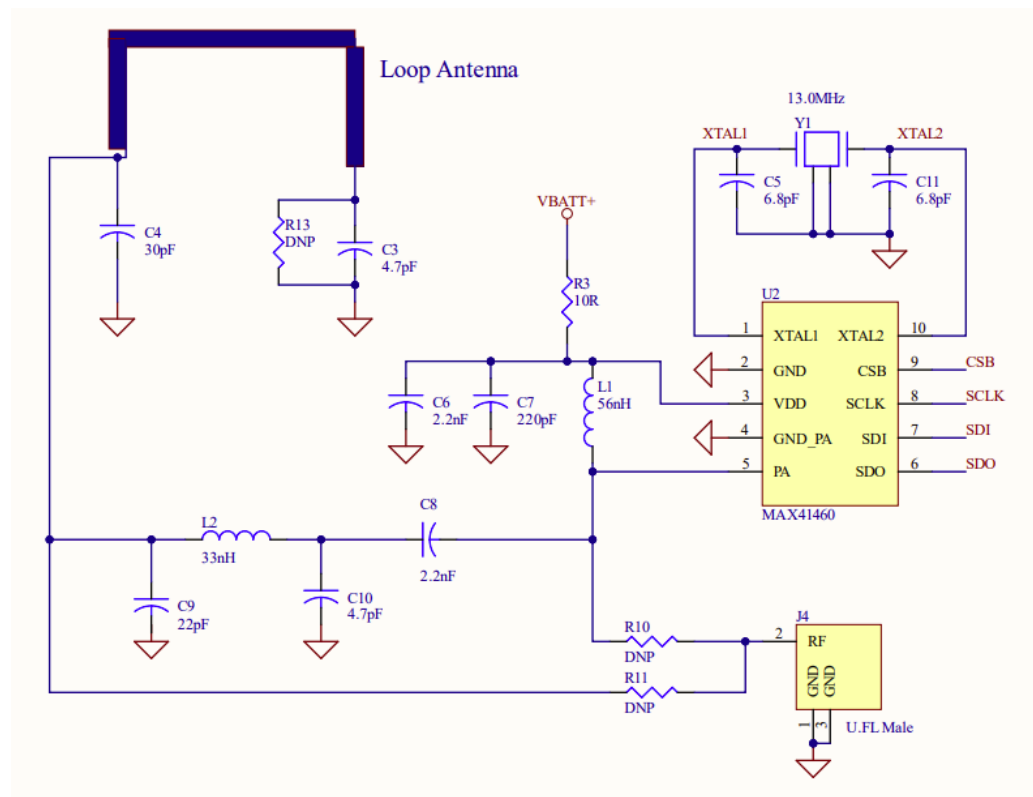 Loop Antenna
13.0MHz
Y1
XTAL1
XTAL2
C5
6.8pF
C11
6.8pF
VBATT+
C4
30pF
R13
DNP
C3
4.7pF
R3
10R
U2
1
XTAL1
XTAL2
10
2
GND
CSB
9
CSB
3
VDD
SCLK
8
SCLK
4
GND_PA
SDI
7
SDI
5
PA
SDO
6
SDO
MAX41460
L1
56nH
C6
2.2nF
C7
220pF
C8
2.2nF
L2
33nH
C9
22pF
C10
4.7pF
R10
DNP
R11
DNP
J4
2
RF
GND
GND
1
3
U.FL Male